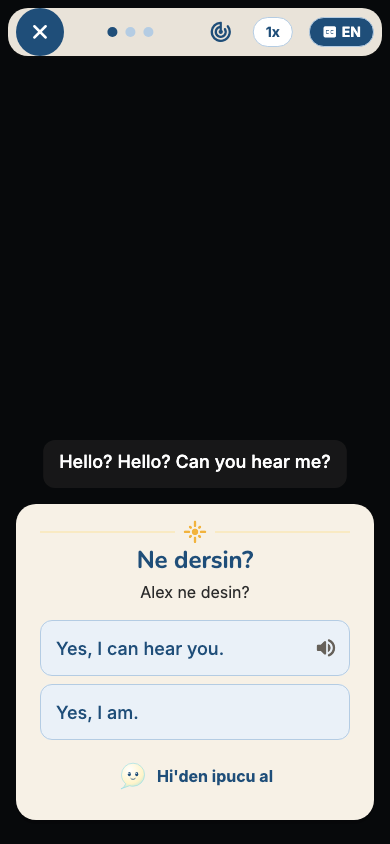 1x
CC EN
Hello? Hello? Can you hear me?
Ne dersin?
Alex ne desin?
Yes, I can hear you.
Yes, I am.
Hi'den ipucu al